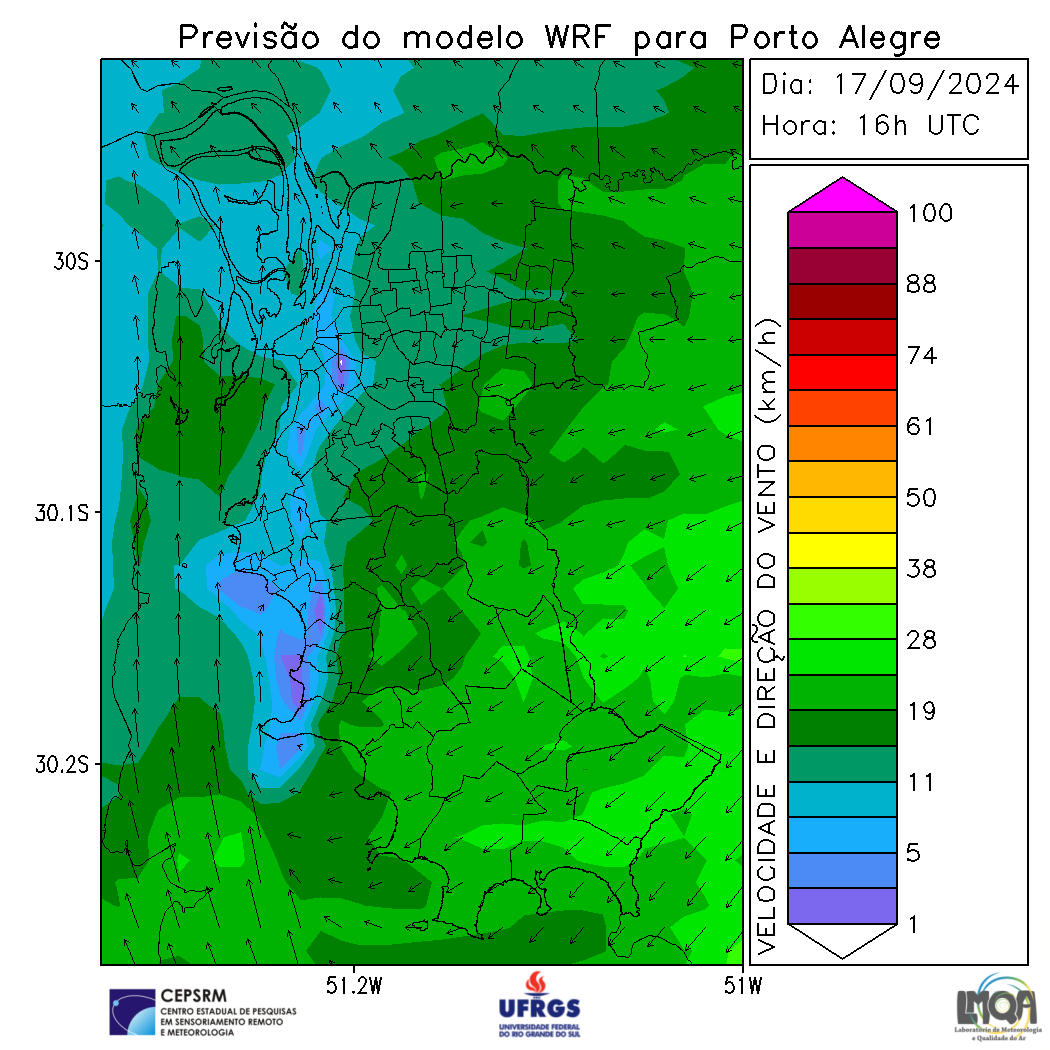 Previsão do modelo WRF para Porto Alegre
Dia: 17/09/2024
Hora: 16h UTC
30S
30.1S
30.2S
51.2W
51W
VELOCIDADE E DIREÇÃO DO VENTO (km/h)
100
88
74
61
50
38
28
19
11
5
1
CEPSRM
CENTRO ESTADUAL DE PESQUISAS
EM SENSORIAMENTO REMOTO
E METEOROLOGIA
UFRGS
UNIVERSIDADE FEDERAL
DO RIO GRANDE DO SUL
LMQA
Laboratório de Meteorologia
e Qualidade do Ar